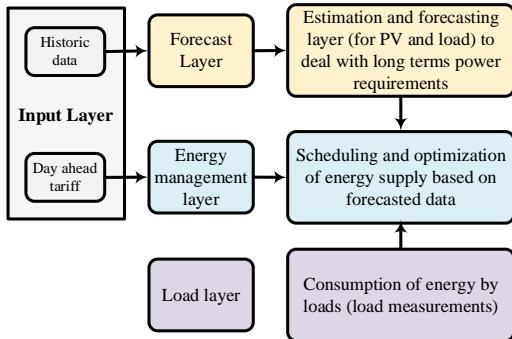 Historic
data
Forecast
Layer
Estimation and forecasting
layer (for PV and load) to
deal with long terms power
requirements
Input Layer
Day ahead
tariff
Energy
management
layer
Scheduling and optimization
of energy supply based on
forecasted data
Load layer
Consumption of energy by
loads (load measurements)